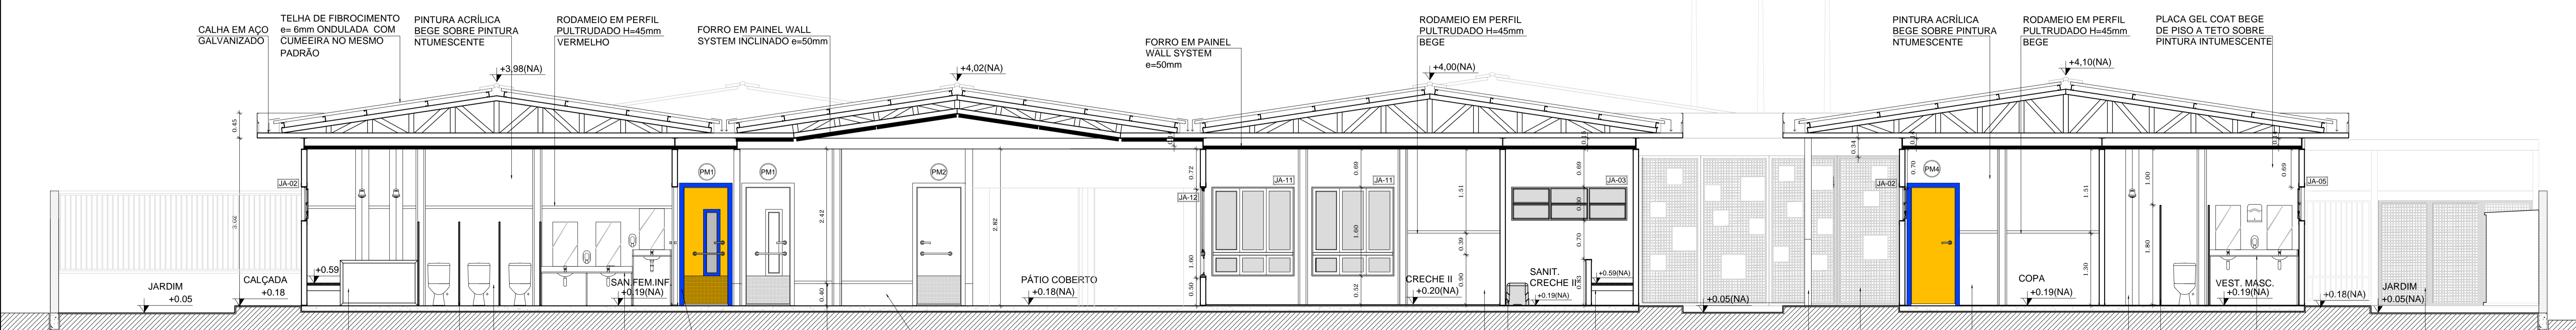 CALHA EM AÇO
GALVANIZADO
TELHA DE FIBROCIMENTO
e= 6mm ONDULADA COM
CUMEEIRA NO MESMO
PADRÃO
PINTURA ACRÍLICA
BEGE SOBRE PINTURA
NTUMESCENTE
RODAMEIO EM PERFIL
PULTRUDADO H=45mm
VERMELHO
FORRO EM PAINEL WALL
SYSTEM INCLINADO e=50mm
FORRO EM PAINEL
WALL SYSTEM
e=50mm
RODAMEIO EM PERFIL
PULTRUDADO H=45mm
BEGE
PINTURA ACRÍLICA
BEGE SOBRE PINTURA
NTUMESCENTE
RODAMEIO EM PERFIL
PULTRUDADO H=45mm
BEGE
PLACA GEL COAT BEGE
DE PISO A TETO SOBRE
PINTURA INTUMESCENTE
+3,98(NA)
+4,02(NA)
+4,00(NA)
+4,10(NA)
0.45
3.02
JA-02
PM1
PM1
PM2
2.42
0.40
2.82
0.72
JA-12
1.60
0.50
JA-11
JA-11
0.69
1.60
0.52
1.51
0.39
0.90
0.69
JA-03
0.70
0.34
JA-02
0.70
PM4
1.51
1.30
1.00
1.80
0.69
JA-05
JARDIM
+0.05
CALÇADA
+0.18
+0.59
SAN.FEM.INF.
+0.19(NA)
PÁTIO COBERTO
+0.18(NA)
CRECHE II
+0.20(NA)
SANIT.
CRECHE II
+0.19(NA)
+0.59(NA)
+0.05(NA)
COPA
+0.19(NA)
VEST. MASC.
+0.19(NA)
+0.18(NA)
JARDIM
+0.05(NA)